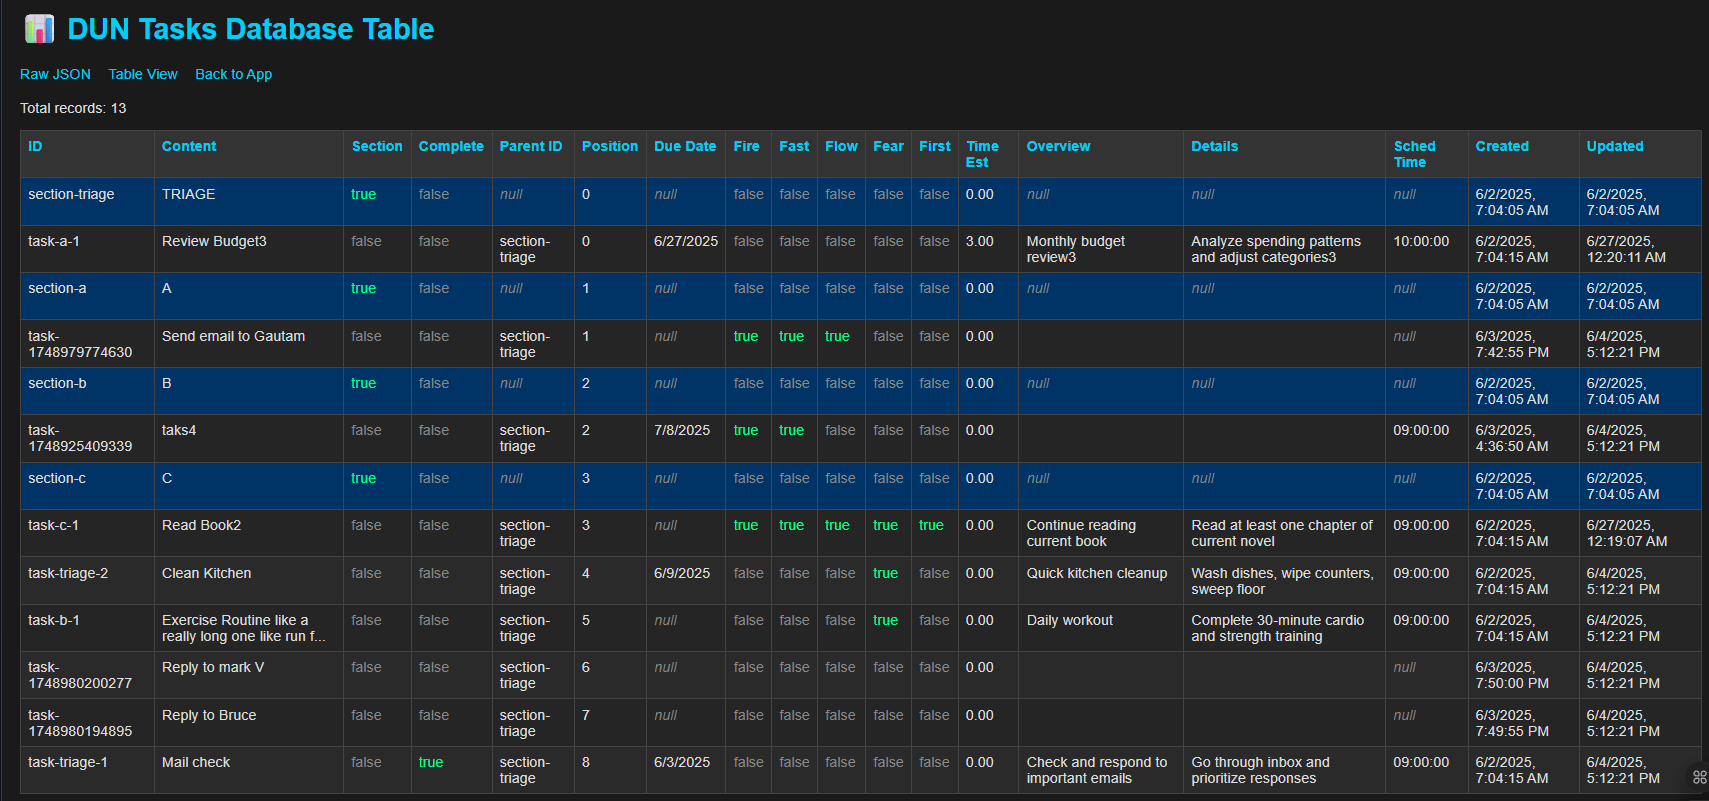 DUN Tasks Database Table
Raw JSON Table View Back to App
Total records: 13
ID Content Section Complete Parent ID Position Due Date Fire Fast Flow Fear First Time Est Overview Details Sched Time Created Updated
section-triage TRIAGE true false null 0 null false false false false false 0.00 null null null 6/2/2025, 7:04:05 AM 6/2/2025, 7:04:05 AM
task-a-1 Review Budget3 false false section-triage 0 6/27/2025 false false false false false 3.00 Monthly budget review3 Analyze spending patterns and adjust categories3 10:00:00 6/2/2025, 7:04:15 AM 6/27/2025, 12:20:11 AM
section-a A true false null 1 null false false false false false 0.00 null null null 6/2/2025, 7:04:05 AM 6/2/2025, 7:04:05 AM
task-1748979774630 Send email to Gautam false false section-triage 1 null true true true false false 0.00 null 6/3/2025, 7:42:55 PM 6/4/2025, 5:12:21 PM
section-b B true false null 2 null false false false false false 0.00 null null null 6/2/2025, 7:04:05 AM 6/2/2025, 7:04:05 AM
task-1748925409339 taks4 false false section-triage 2 7/8/2025 true true false false false 0.00 09:00:00 6/3/2025, 4:36:50 AM 6/4/2025, 5:12:21 PM
section-c C true false null 3 null false false false false false 0.00 null null null 6/2/2025, 7:04:05 AM 6/2/2025, 7:04:05 AM
task-c-1 Read Book2 false false section-triage 3 null true true true true true 0.00 Continue reading current book Read at least one chapter of current novel 09:00:00 6/2/2025, 7:04:15 AM 6/27/2025, 12:19:07 AM
task-triage-2 Clean Kitchen false false section-triage 4 6/9/2025 false false false true false 0.00 Quick kitchen cleanup Wash dishes, wipe counters, sweep floor 09:00:00 6/2/2025, 7:04:15 AM 6/4/2025, 5:12:21 PM
task-b-1 Exercise Routine like a really long one like run f... false false section-triage 5 null false false false true false 0.00 Daily workout Complete 30-minute cardio and strength training 09:00:00 6/2/2025, 7:04:15 AM 6/4/2025, 5:12:21 PM
task-1748980200277 Reply to mark V false false section-triage 6 null false false false false false 0.00 null 6/3/2025, 7:50:00 PM 6/4/2025, 5:12:21 PM
task-1748980194895 Reply to Bruce false false section-triage 7 null false false false false false 0.00 null 6/3/2025, 7:49:55 PM 6/4/2025, 5:12:21 PM
task-triage-1 Mail check false true section-triage 8 6/3/2025 false false false false false 0.00 Check and respond to important emails Go through inbox and prioritize responses 09:00:00 6/2/2025, 7:04:15 AM 6/4/2025, 5:12:21 PM